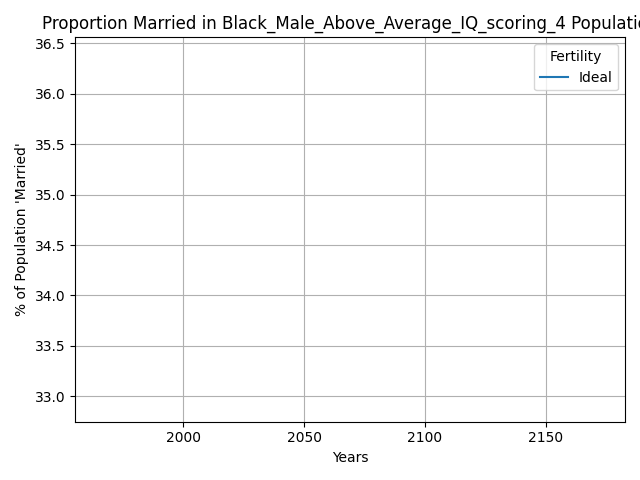 Proportion Married in Black_Male_Above_Average_IQ_scoring_4 Populatio
36.5
Fertility
Ideal
36.0
35.5
35.0
34.5
34.0
33.5
33.0
% of Population 'Married'
2000 2050 2100 2150
Years